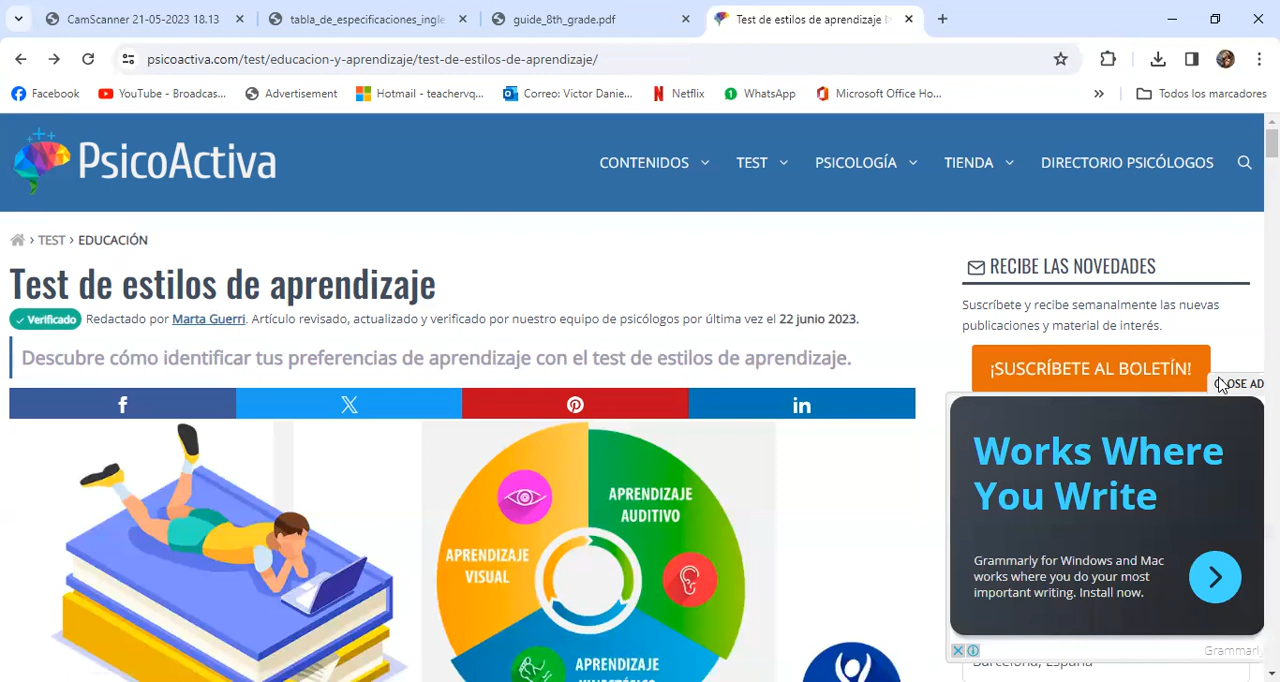 CamScanner 21-05-2023 18.13
tabla_de_especificaciones_ingle
guide_8th_grade.pdf
Test de estilos de aprendizaje
psicoactiva.com/test/educacion-y-aprendizaje/test-de-estilos-de-aprendizaje/
Facebook
YouTube - Broadcas...
Advertisement
Hotmail - teachervq...
Correo: Victor Danie...
Netflix
WhatsApp
Microsoft Office Ho...
»
Todos los marcadores
PsicoActiva
CONTENIDOS
TEST
PSICOLOGÍA
TIENDA
DIRECTORIO PSICÓLOGOS
› TEST › EDUCACIÓN
Test de estilos de aprendizaje
✓ Verificado Redactado por Marta Guerri. Artículo revisado, actualizado y verificado por nuestro equipo de psicólogos por última vez el 22 junio 2023.
Descubre cómo identificar tus preferencias de aprendizaje con el test de estilos de aprendizaje.
APRENDIZAJE
AUDITIVO
APRENDIZAJE
VISUAL
APRENDIZAJE
RECIBE LAS NOVEDADES
Suscríbete y recibe semanalmente las nuevas
publicaciones y material de interés.
¡SUSCRÍBETE AL BOLETÍN!
CLOSE AD
Works Where
You Write
Grammarly for Windows and Mac
works where you do your most
important writing. Install now.
Grammarly
Barcelona, España